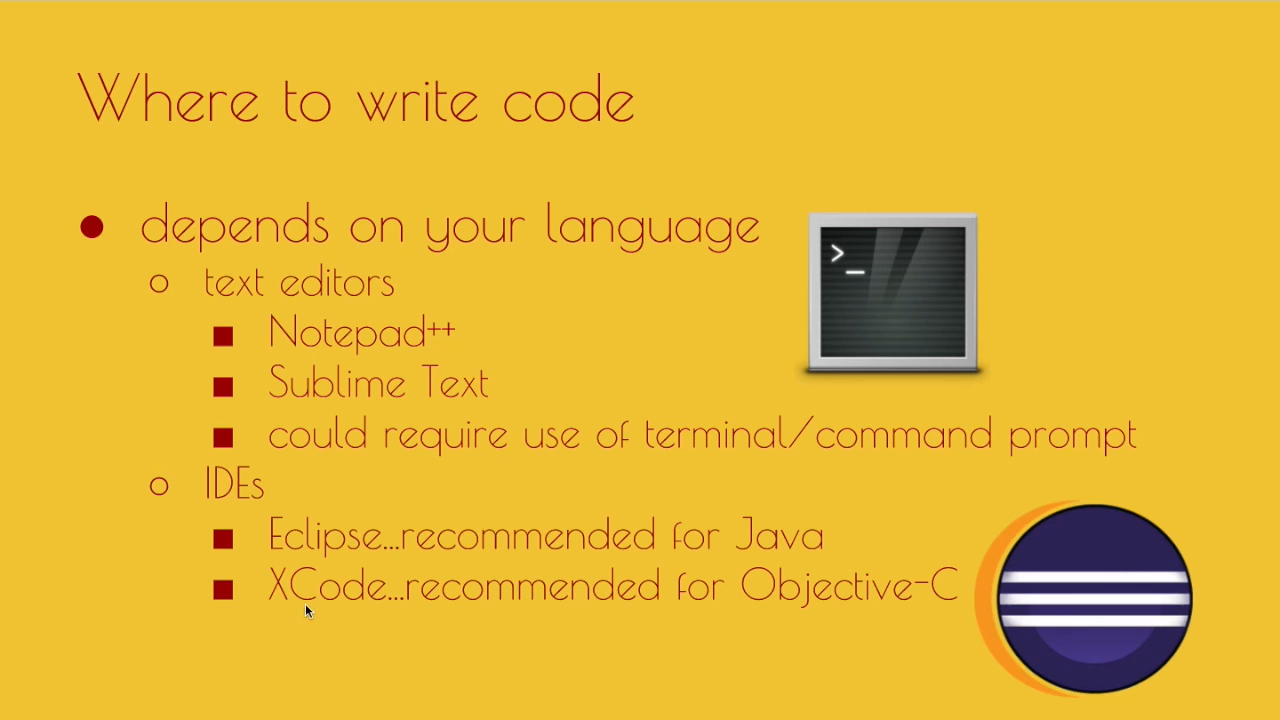 Where to write code
● depends on your language
○ text editors
■ Notepad++
■ Sublime Text
■ could require use of terminal/command prompt
○ IDEs
■ Eclipse...recommended for Java
■ XCode...recommended for Objective-C
>_